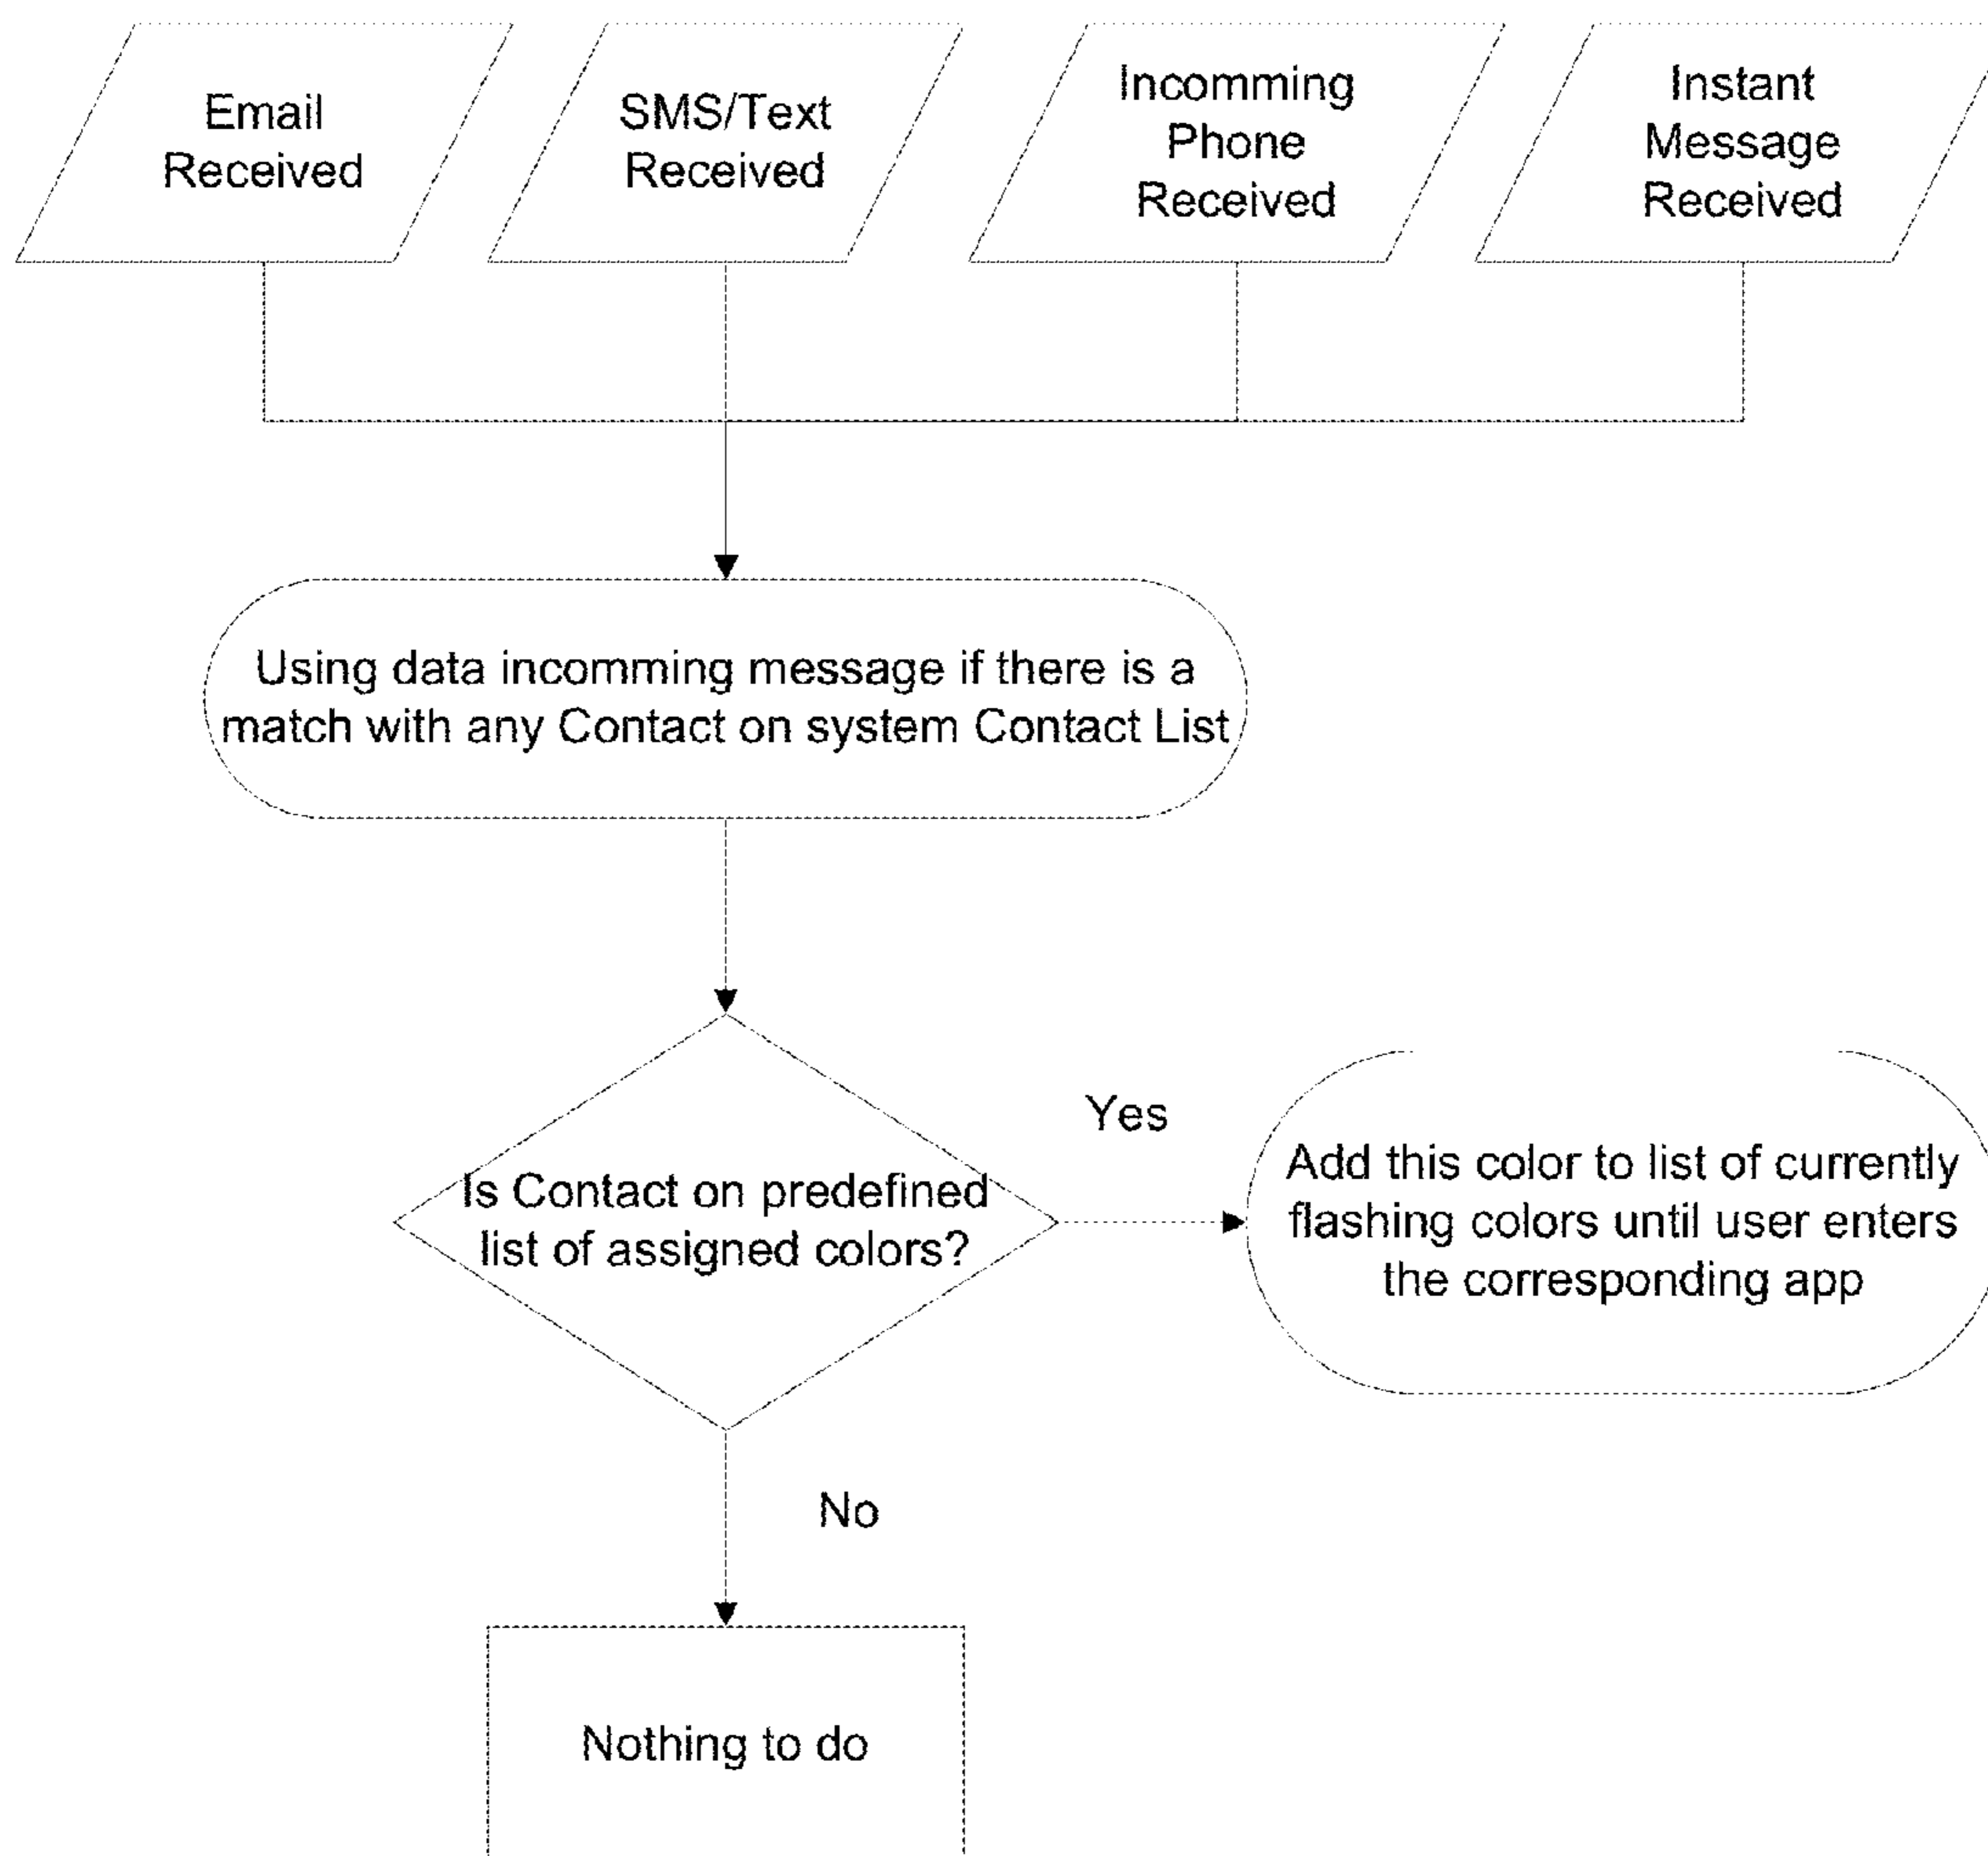 Email
Received
SMS/Text
Received
Incomming
Phone
Received
Instant
Message
Received
Using data incomming message if there is a
match with any Contact on system Contact List
Yes
Is Contact on predefined
list of assigned colors?
Add this color to list of currently
flashing colors until user enters
the corresponding app
No
Nothing to do